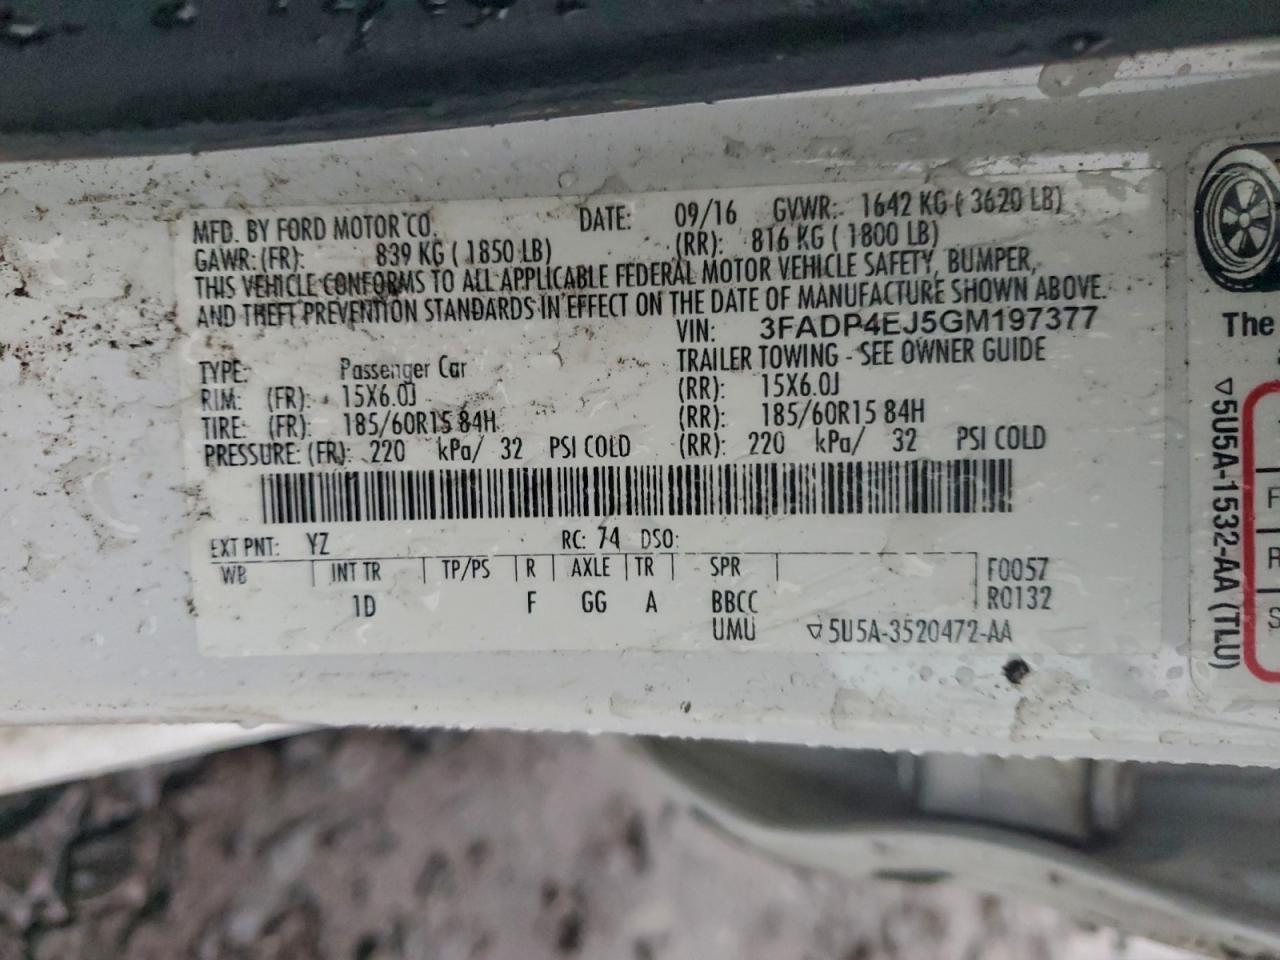 MFD. BY FORD MOTOR CO. DATE: 09/16 GVWR: 1642 KG ( 3620 LB)
GAWR: (FR): 839 KG ( 1850 LB) (RR): 816 KG ( 1800 LB)
THIS VEHICLE CONFORMS TO ALL APPLICABLE FEDERAL MOTOR VEHICLE SAFETY, BUMPER,
AND THEFT PREVENTION STANDARDS IN EFFECT ON THE DATE OF MANUFACTURE SHOWN ABOVE.
VIN: 3FADP4EJ5GM197377
TYPE: Passenger Car TRAILER TOWING - SEE OWNER GUIDE
RIM: (FR): 15X6.0J (RR): 15X6.0J
TIRE: (FR): 185/60R15 84H (RR): 185/60R15 84H
PRESSURE: (FR): 220 kPa/ 32 PSI COLD (RR): 220 kPa/ 32 PSI COLD
EXT PNT: YZ RC: 74 DSO:
WB INT TR TP/PS R AXLE TR SPR F0057
1D F GG A BBCC R0132
UMU ▽5U5A-3520472-AA
The
▽5U5A-1532-AA (TLU)
F
R
S